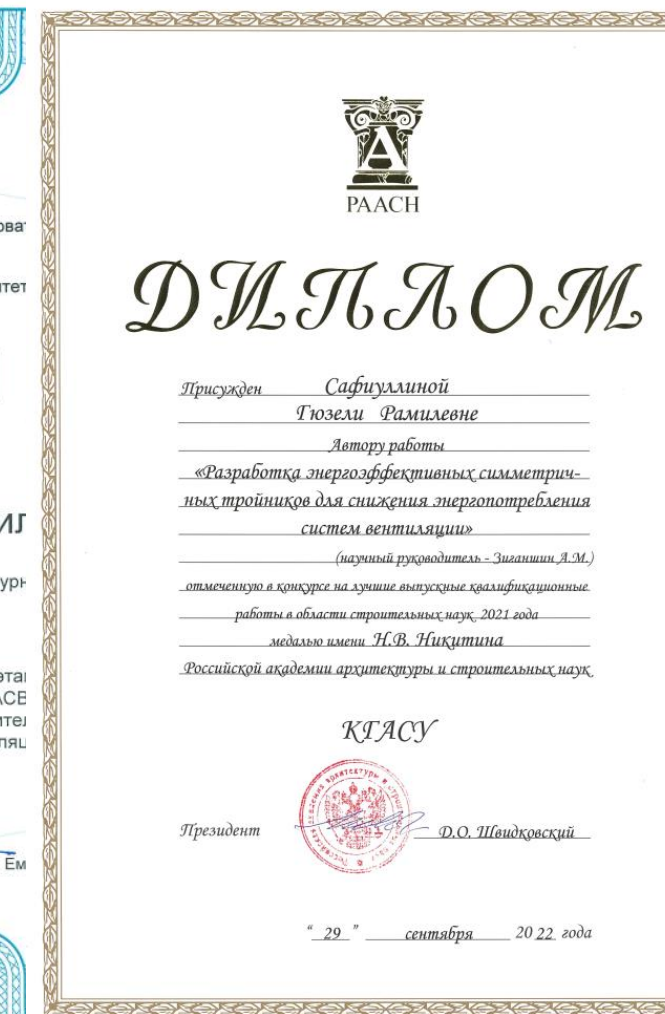 РААСН
ДИПЛОМ
Присужден Сафиуллиной
Гюзели Рамилевне
Автору работы
«Разработка энергоэффективных симметрич-
ных тройников для снижения энергопотребления
систем вентиляции»
(научный руководитель - Зиганшин А.М.)
отмеченную в конкурсе на лучшие выпускные квалификационные
работы в области строительных наук 2021 года
медалью имени Н.В. Никитина
Российской академии архитектуры и строительных наук
КГАСУ
Президент Д.О. Швидковский
“ 29 ” сентября 20 22 года